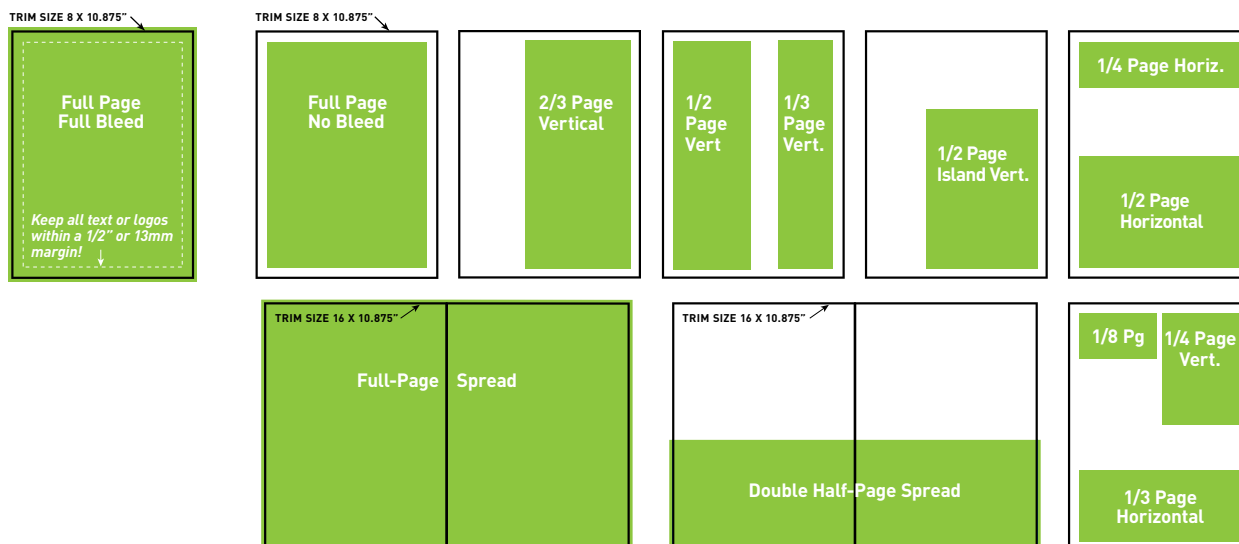 TRIM SIZE 8 X 10.875"
Full Page
Full Bleed
Keep all text or logos
within a 1/2" or 13mm
margin!
TRIM SIZE 8 X 10.875"
Full Page
No Bleed
2/3 Page
Vertical
1/2
Page
Vert
1/3
Page
Vert.
1/2 Page
Island Vert.
1/4 Page Horiz.
1/2 Page
Horizontal
TRIM SIZE 16 X 10.875"
Full-Page Spread
TRIM SIZE 16 X 10.875"
Double Half-Page Spread
1/8 Pg
1/4 Page
Vert.
1/3 Page
Horizontal